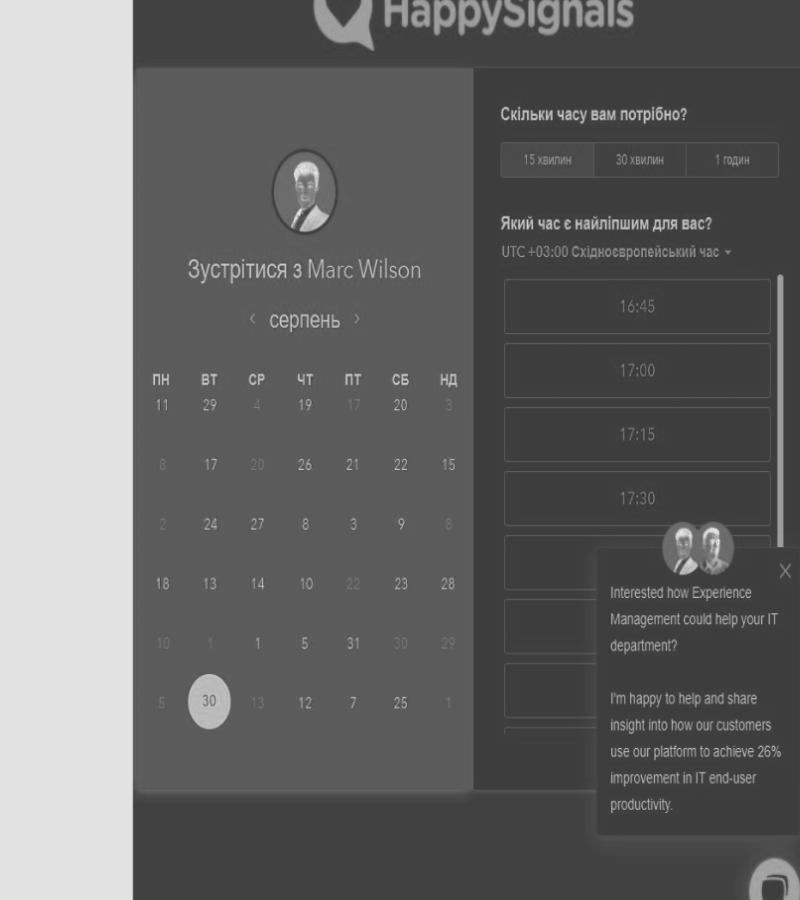 HappySignals
Зустрітися з Marc Wilson
серпень
ПН ВТ СР ЧТ ПТ СБ НД
11 29 4 19 17 20 3
8 17 20 26 21 22 15
2 24 27 8 3 9 8
18 13 14 10 22 23 28
10 1 1 5 31 30 29
5 30 13 12 7 25 1
Скільки часу вам потрібно?
15 хвилин 30 хвилин 1 годин
Який час є найліпшим для вас?
UTC +03:00 Східноєвропейський час
16:45
17:00
17:15
17:30
Interested how Experience
Management could help your IT
department?
I'm happy to help and share
insight into how our customers
use our platform to achieve 26%
improvement in IT end-user
productivity.